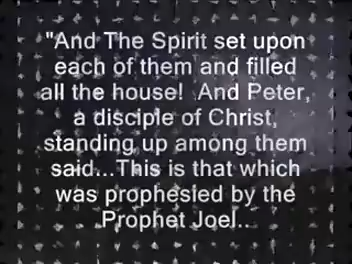 "And The Spirit set upon
each of them and filled
all the house!  And Peter,
a disciple of Christ,
standing up among them
said...This is that which
was prophesied by the
Prophet Joel..